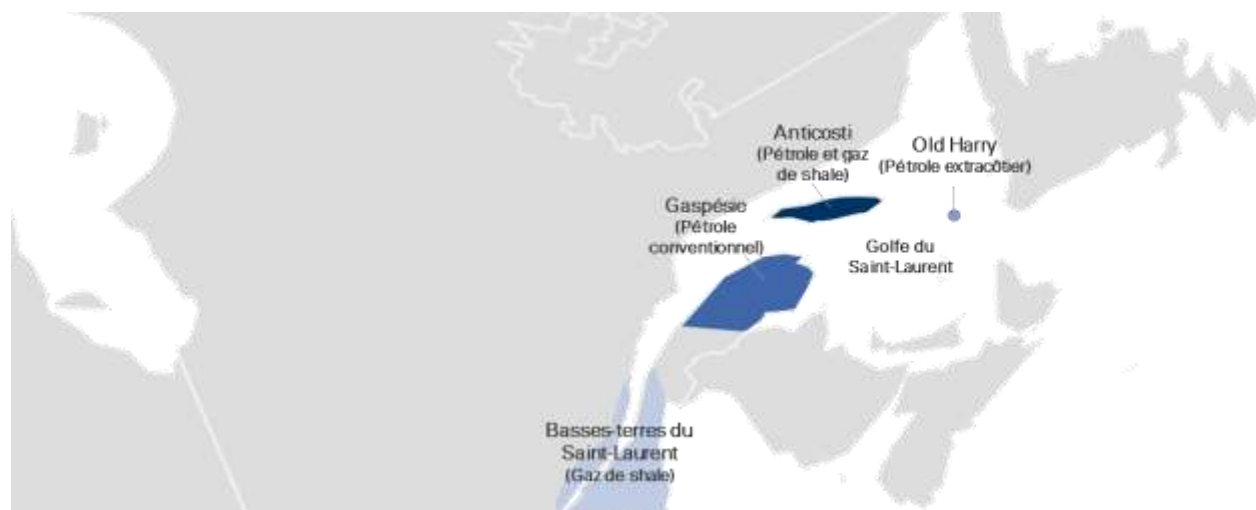 Anticosti
(Pétrole et gaz
de shale)
Old Harry
(Pétrole extracôtier)
Gaspésie
(Pétrole
conventionnel)
Golfe du
Saint-Laurent
Basses-terres du
Saint-Laurent
(Gaz de shale)